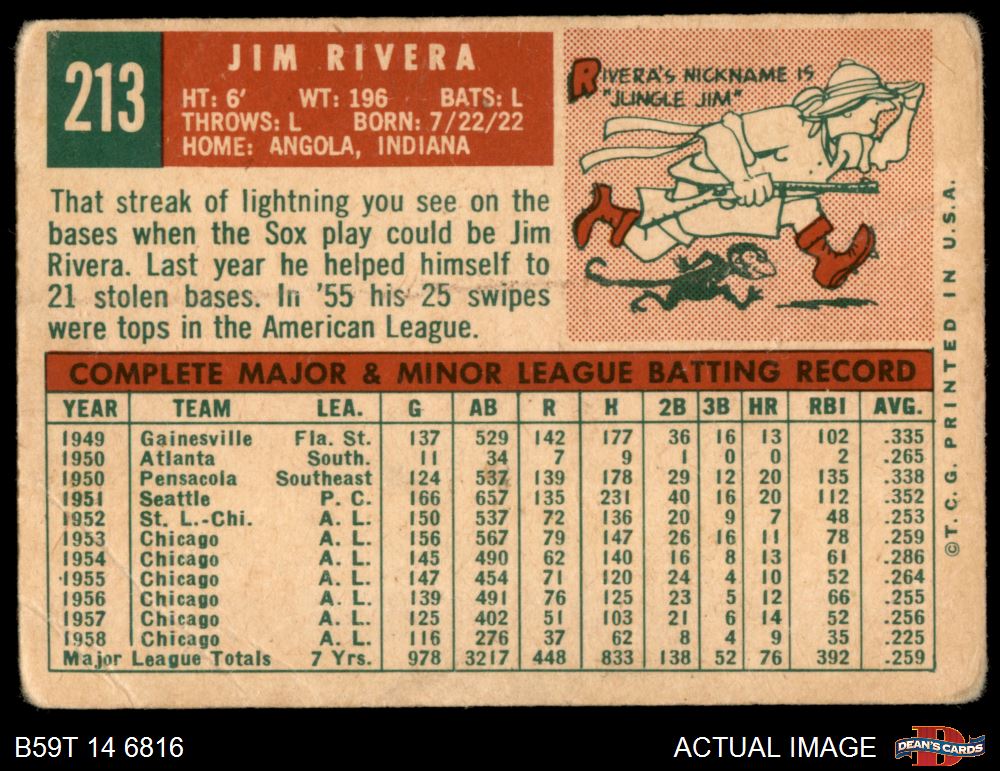 213
JIM RIVERA
HT: 6' WT: 196 BATS: L
THROWS: L BORN: 7/22/22
HOME: ANGOLA, INDIANA
RIVERA'S NICKNAME IS
"JUNGLE JIM"
That streak of lightning you see on the
bases when the Sox play could be Jim
Rivera. Last year he helped himself to
21 stolen bases. In '55 his 25 swipes
were tops in the American League.
COMPLETE MAJOR & MINOR LEAGUE BATTING RECORD
YEAR TEAM LEA. G AB R H 2B 3B HR RBI AVG.
1949 Gainesville Fla. St. 137 529 142 177 36 16 13 102 .335
1950 Atlanta South. 11 34 7 9 1 0 0 2 .265
1950 Pensacola Southeast 124 537 139 178 29 12 20 135 .338
1951 Seattle P. C. 166 657 135 231 40 16 20 112 .352
1952 St. L.-Chi. A. L. 150 537 72 136 20 9 7 48 .253
1953 Chicago A. L. 156 567 79 147 26 16 11 78 .259
1954 Chicago A. L. 145 490 62 140 16 8 13 61 .286
1955 Chicago A. L. 147 454 71 120 24 4 10 52 .264
1956 Chicago A. L. 139 491 76 125 23 5 12 66 .255
1957 Chicago A. L. 125 402 51 103 21 6 14 52 .256
1958 Chicago A. L. 116 276 37 62 8 4 9 35 .225
Major League Totals 7 Yrs. 978 3217 448 833 138 52 76 392 .259
©T. C. G. PRINTED IN U.S.A.
B59T 14 6816
ACTUAL IMAGE
DEAN'S CARDS